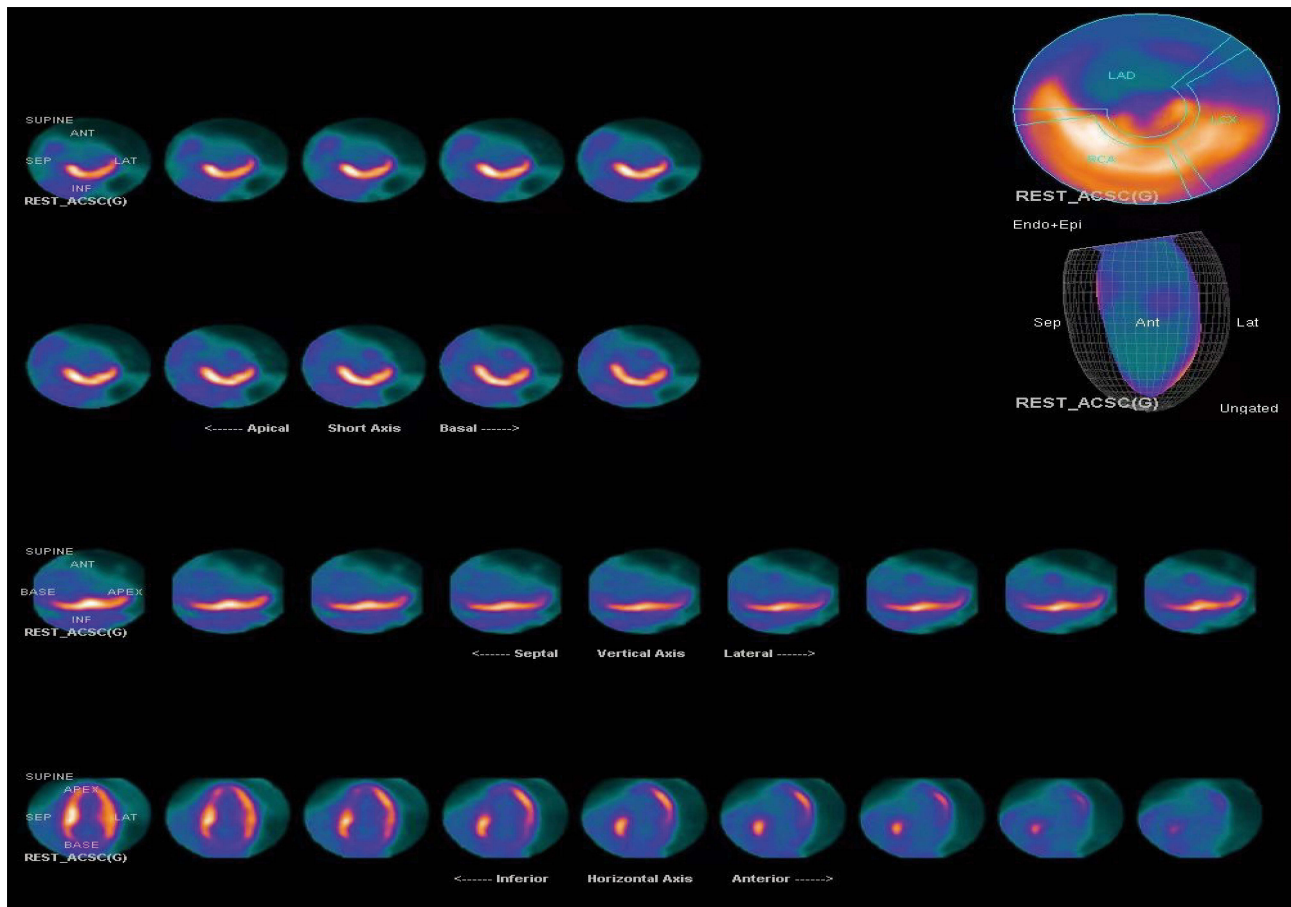 SUPINE
ANT
SEP LAT
INF
REST_ACSC(G)
<------ Apical Short Axis Basal ------>
SUPINE
ANT
BASE APEX
INF
REST_ACSC(G)
<------ Septal Vertical Axis Lateral ------>
SUPINE
APEX
SEP LAT
BASE
REST_ACSC(G)
<------ Inferior Horizontal Axis Anterior ------>
LAD
LCX
RCA
REST_ACSC(G)
Endo+Epi
Sep Ant Lat
REST_ACSC(G)
Ungated